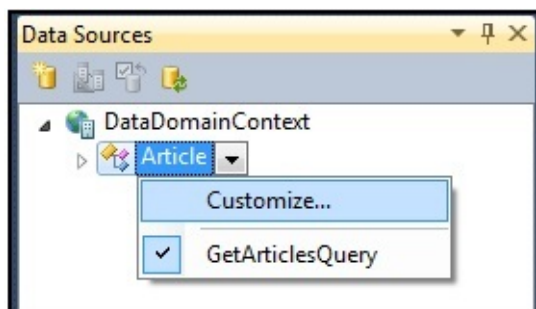 Data Sources
DataDomainContext
Article
Customize...
GetArticlesQuery